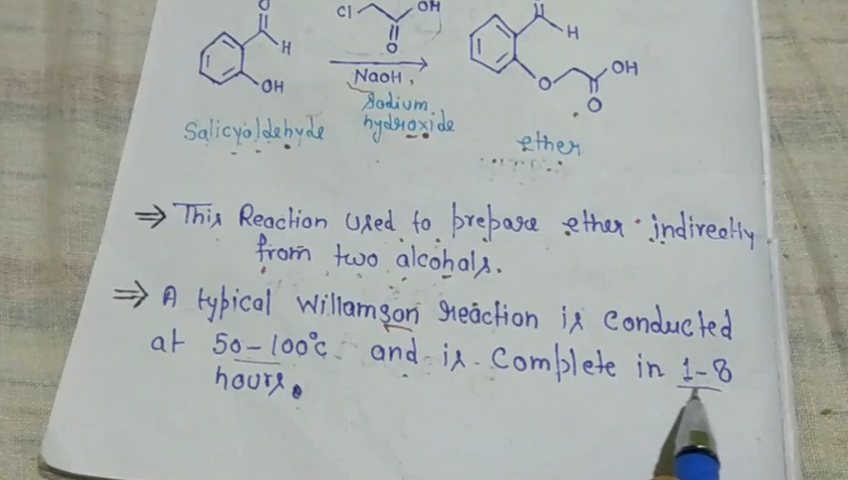 O Cl OH O
H O H
OH NaOH, O OH
O
Salicyaldehyde Sodium hydroxide ether
⇒ This Reaction used to prepare ether indirectly
from two alcohals.
⇒ A typical Willamson reaction is conducted
at 50-100°c and is complete in 1-8
hours.